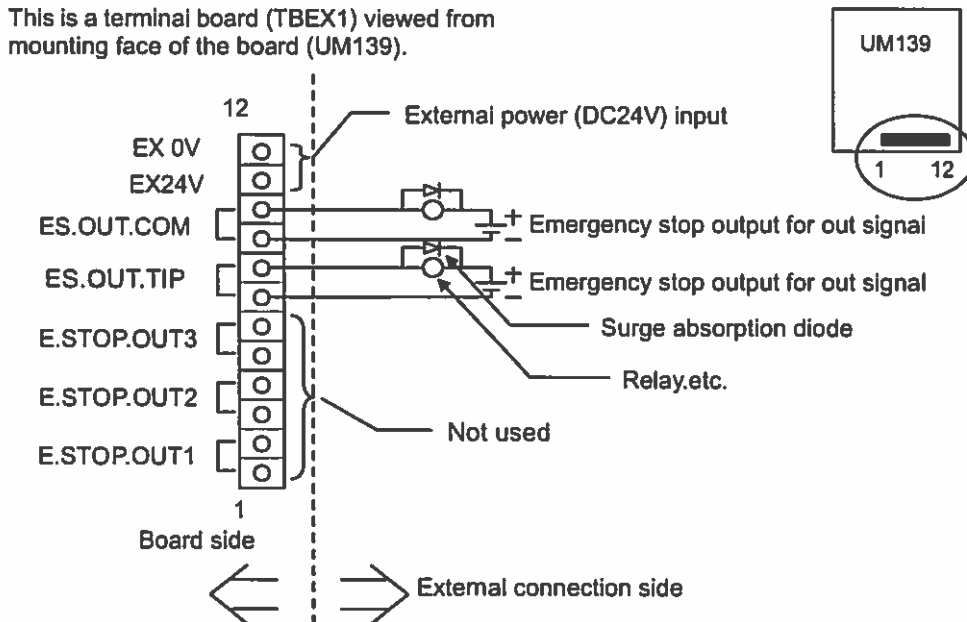 This is a terminal board (TBEX1) viewed from
mounting face of the board (UM139).
UM139
1 12
12
External power (DC24V) input
EX 0V
EX24V
ES.OUT.COM
+
-
Emergency stop output for out signal
ES.OUT.TIP
+
-
Emergency stop output for out signal
Surge absorption diode
E.STOP.OUT3
Relay.etc.
E.STOP.OUT2
Not used
E.STOP.OUT1
1
Board side
External connection side